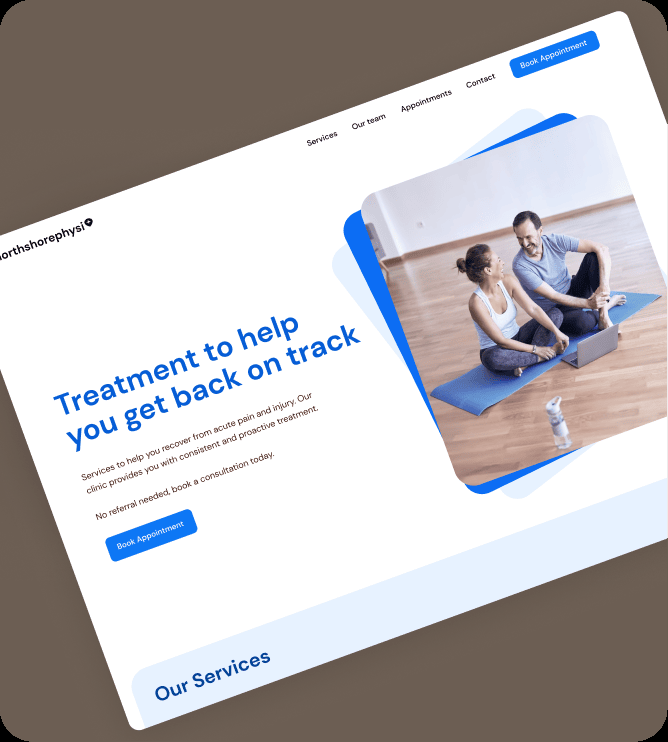 northshorephysi
Services
Our team
Appointments
Contact
Book Appointment
Treatment to help
you get back on track
Services to help you recover from acute pain and injury. Our
clinic provides you with consistent and proactive treatment.
No referral needed, book a consultation today.
Book Appointment
Our Services